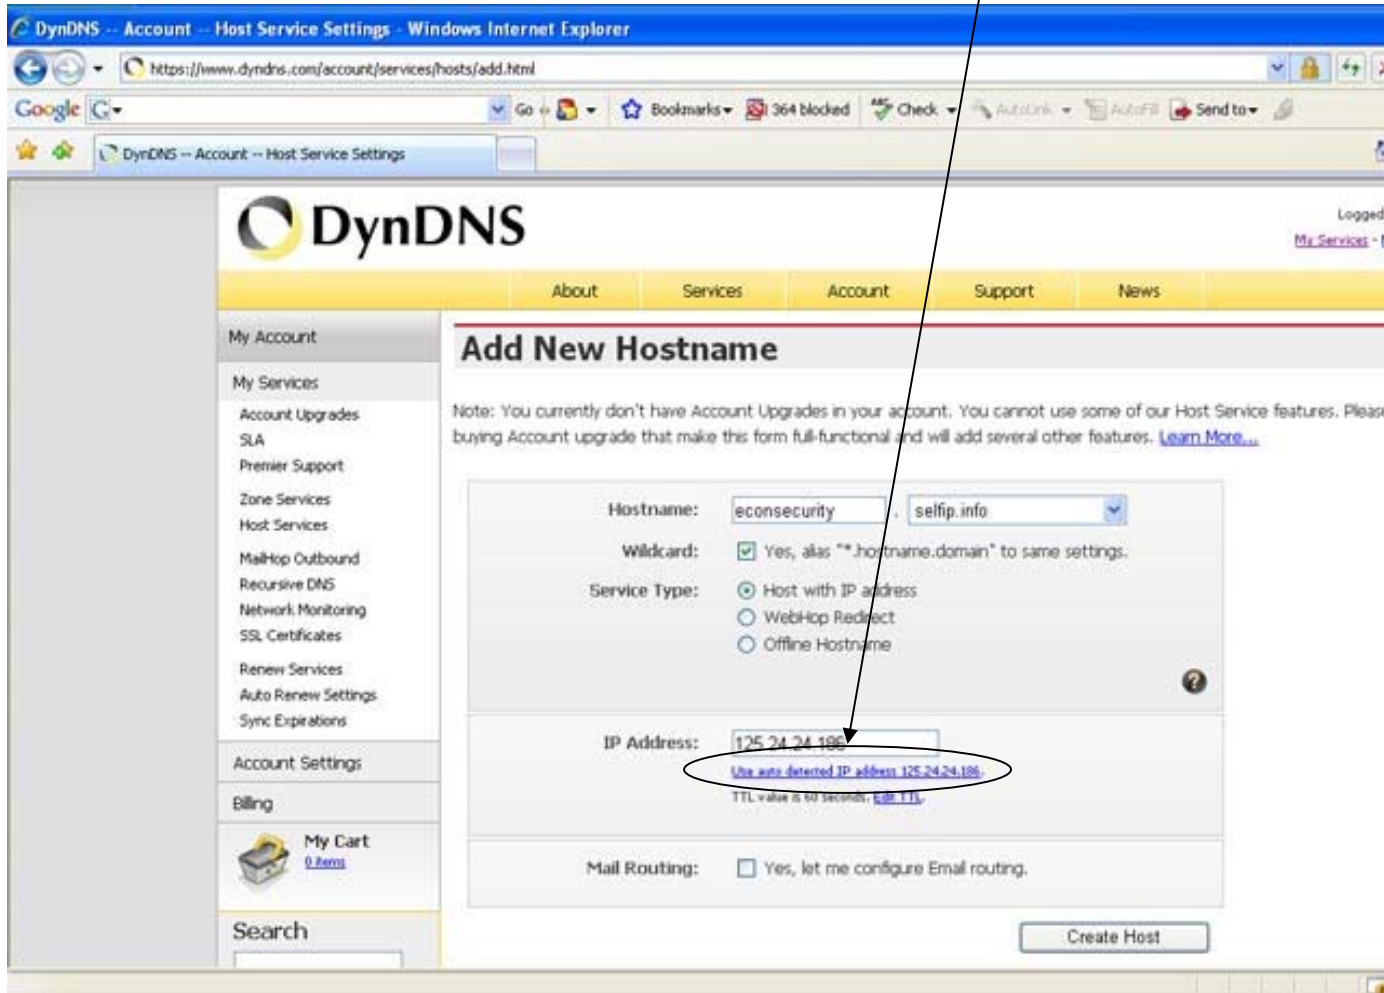 DynDNS -- Account -- Host Service Settings - Windows Internet Explorer
https://www.dyndns.com/account/services/hosts/add.html
Google G Go Bookmarks 364 blocked Check AutoLink AutoFill Send to
DynDNS -- Account -- Host Service Settings
DynDNS
Logged
My Services -
About Services Account Support News
My Account
My Services
Account Upgrades
SLA
Premier Support
Zone Services
Host Services
MailHop Outbound
Recursive DNS
Network Monitoring
SSL Certificates
Renew Services
Auto Renew Settings
Sync Expirations
Account Settings
Billing
My Cart
0 items
Search
Add New Hostname
Note: You currently don't have Account Upgrades in your account. You cannot use some of our Host Service features. Please
buying Account upgrade that make this form full-functional and will add several other features. Learn More...
Hostname: econsecurity . selfip.info
Wildcard: Yes, alias "*.hostname.domain" to same settings.
Service Type: Host with IP address
WebHop Redirect
Offline Hostname
?
IP Address: 125.24.24.186
Use auto detected IP address 125.24.24.186.
TTL value is 60 seconds. Edit TTL.
Mail Routing: Yes, let me configure Email routing.
Create Host